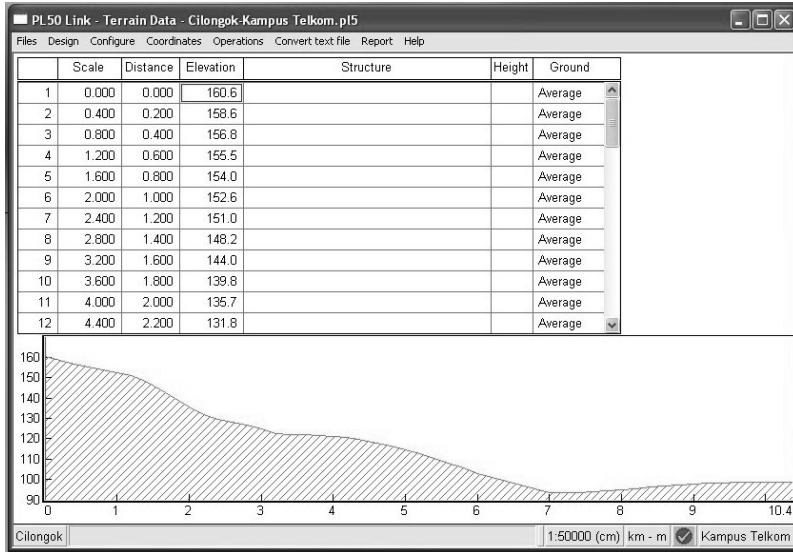 PL50 Link - Terrain Data - Cilongok-Kampus Telkom.pl5
Files Design Configure Coordinates Operations Convert text file Report Help
Scale Distance Elevation Structure Height Ground
1 0.000 0.000 160.6 Average
2 0.400 0.200 158.6 Average
3 0.800 0.400 156.8 Average
4 1.200 0.600 155.5 Average
5 1.600 0.800 154.0 Average
6 2.000 1.000 152.6 Average
7 2.400 1.200 151.0 Average
8 2.800 1.400 148.2 Average
9 3.200 1.600 144.0 Average
10 3.600 1.800 139.8 Average
11 4.000 2.000 135.7 Average
12 4.400 2.200 131.8 Average
160
150
140
130
120
110
100
90
0 1 2 3 4 5 6 7 8 9 10.4
Cilongok 1:50000 (cm) km - m Kampus Telkom